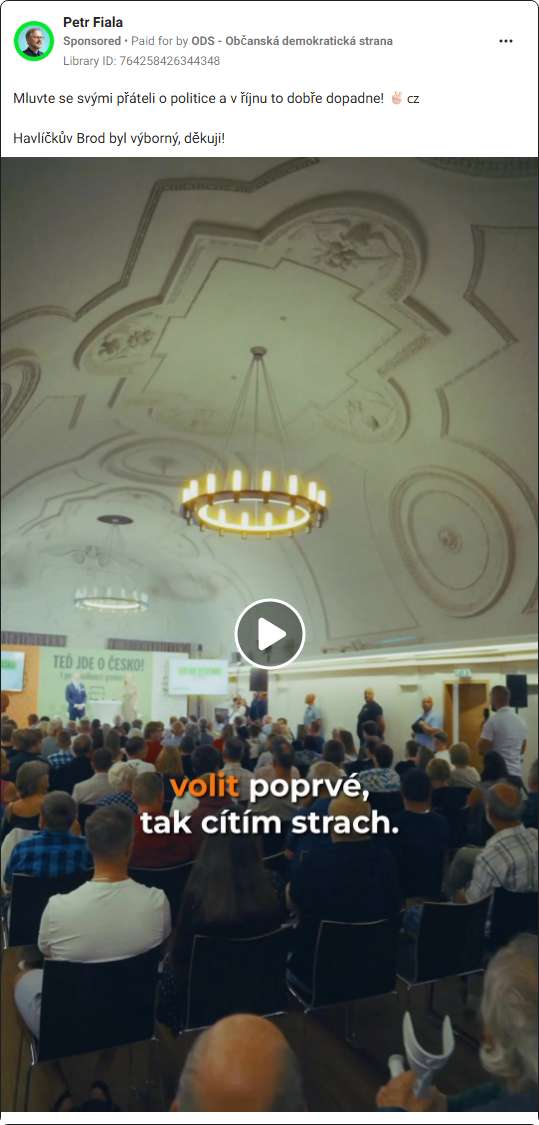 Petr Fiala
Sponsored • Paid for by ODS - Občanská demokratická strana
Library ID: 764258426344348
Mluvte se svými přáteli o politice a v říjnu to dobře dopadne! ✌🏻 cz
Havlíčkův Brod byl výborný, děkuji!
TEĎ JDE O ČESKO!
volit poprvé,
tak cítím strach.